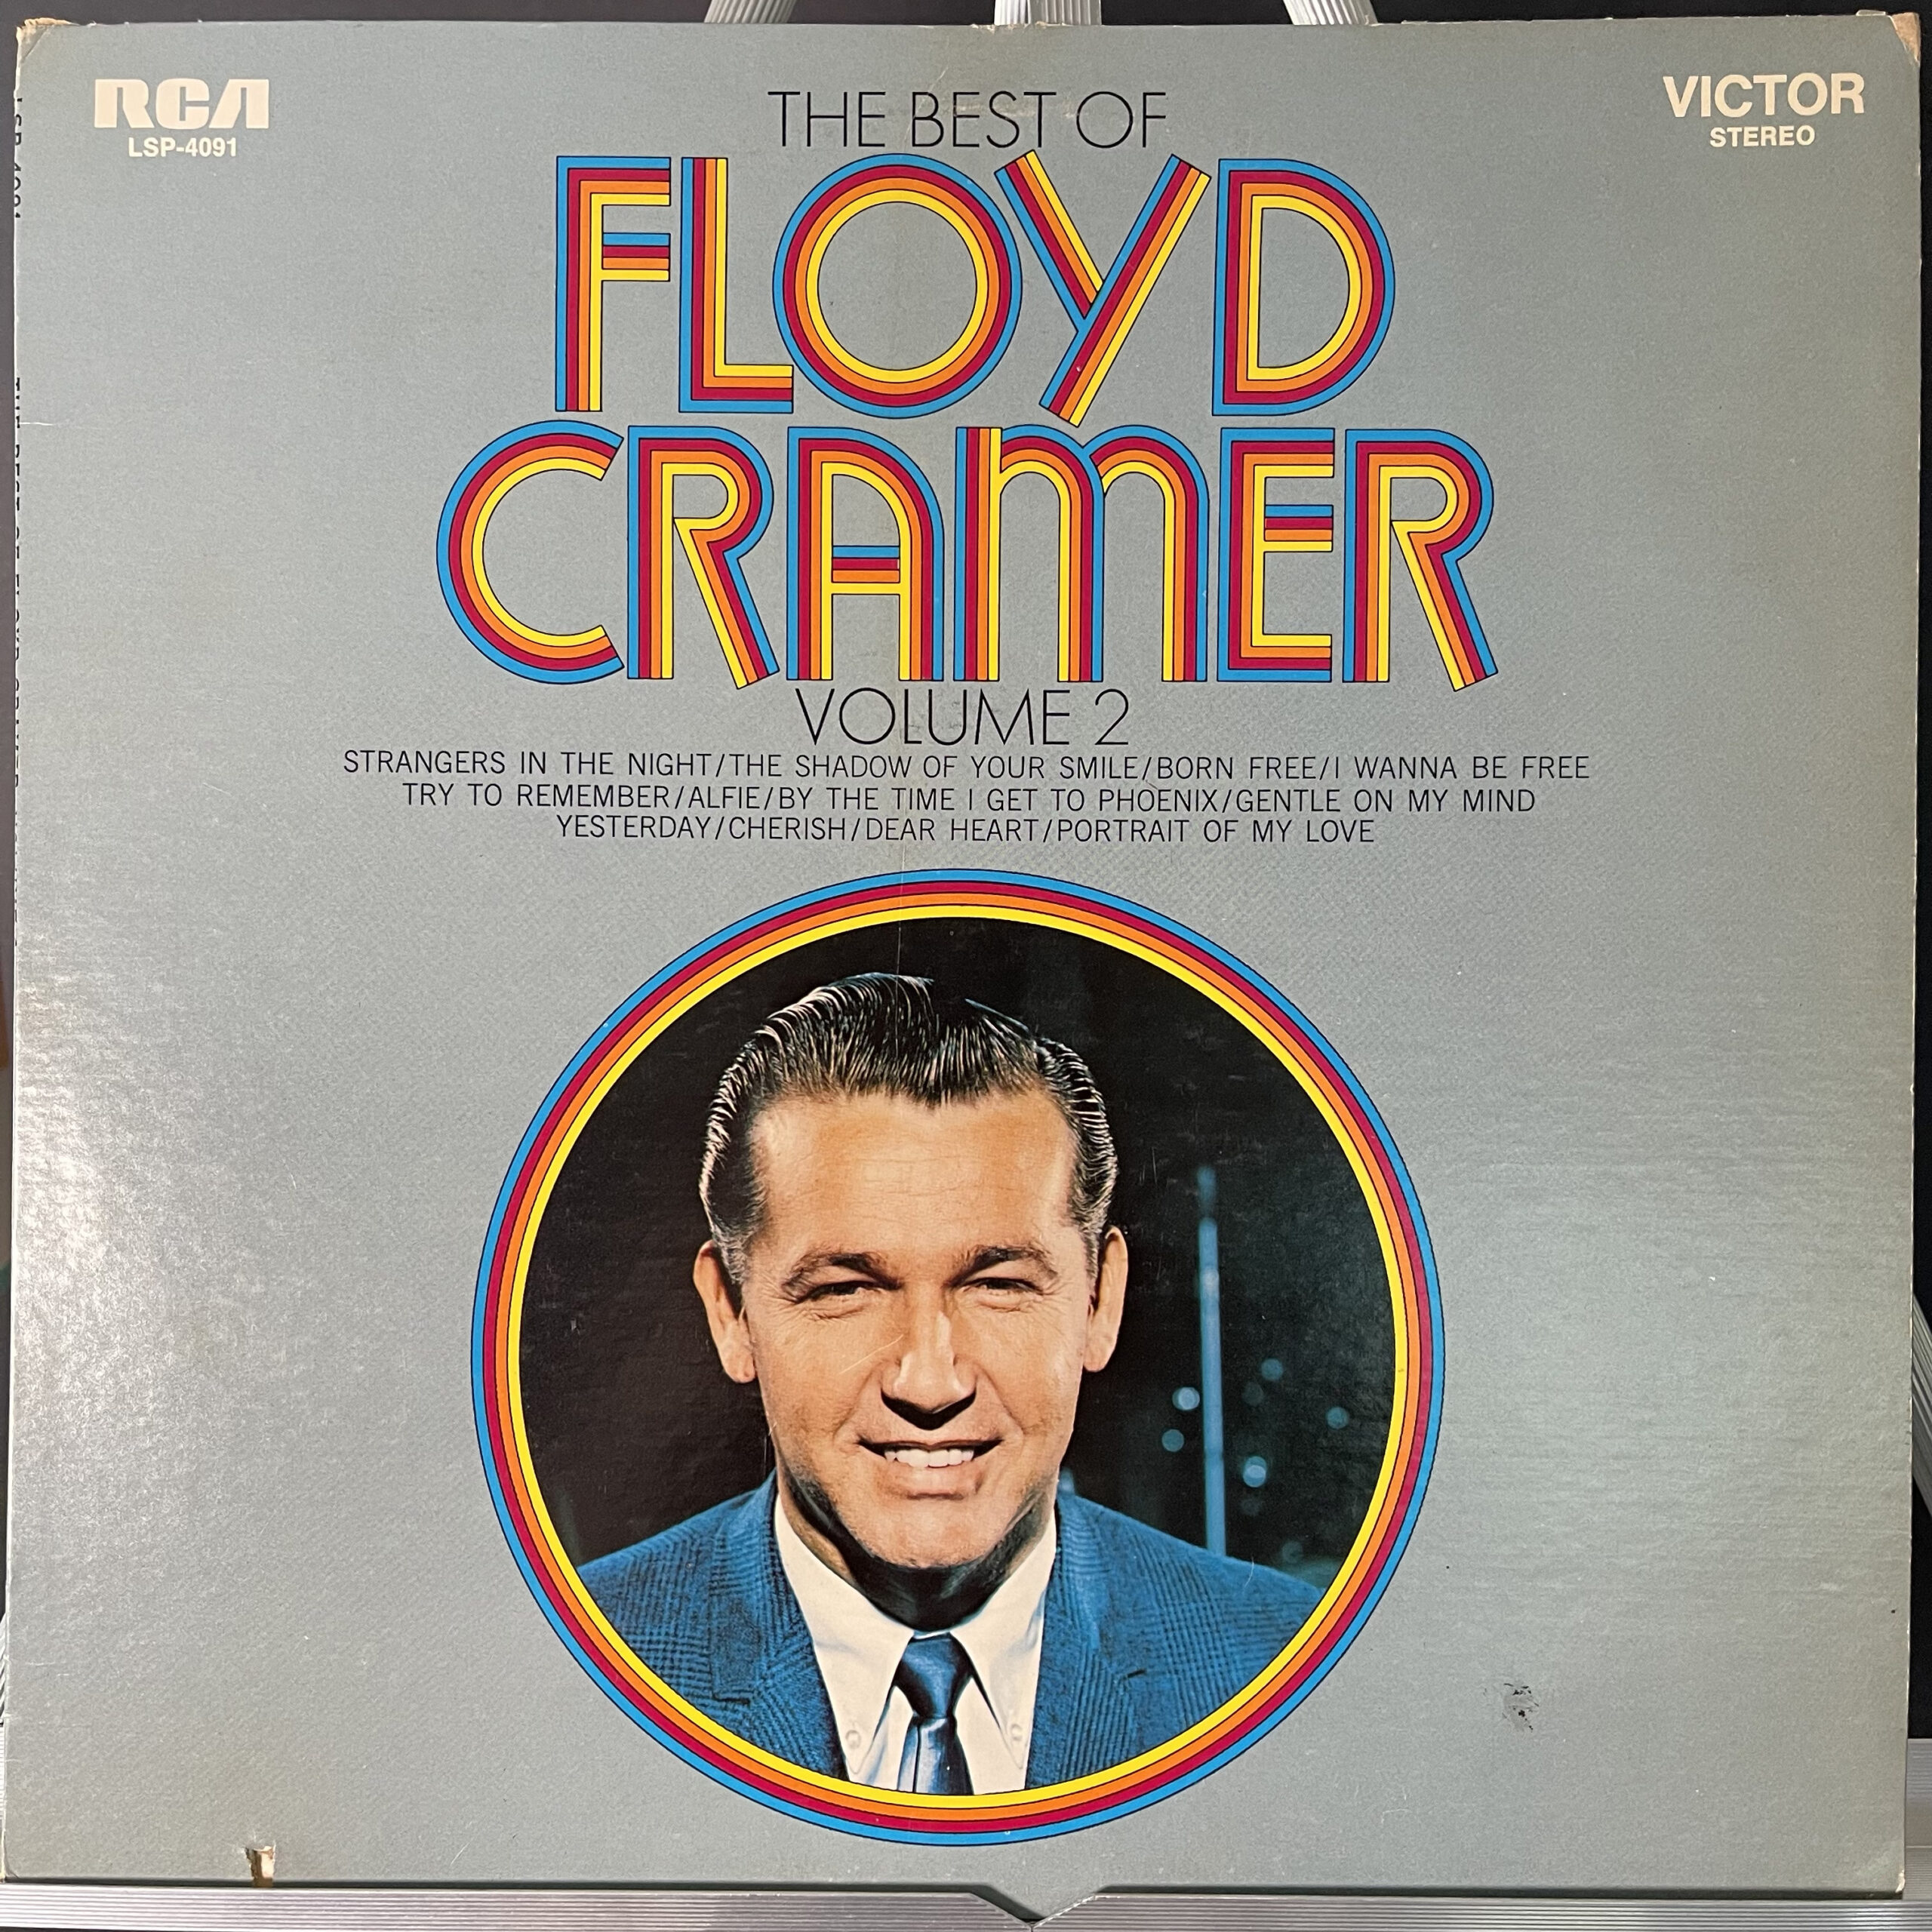 RCA
LSP-4091
VICTOR
STEREO
THE BEST OF
FLOYD
CRAMER
VOLUME 2
STRANGERS IN THE NIGHT/THE SHADOW OF YOUR SMILE/BORN FREE/I WANNA BE FREE
TRY TO REMEMBER/ALFIE/BY THE TIME I GET TO PHOENIX/GENTLE ON MY MIND
YESTERDAY/CHERISH/DEAR HEART/PORTRAIT OF MY LOVE